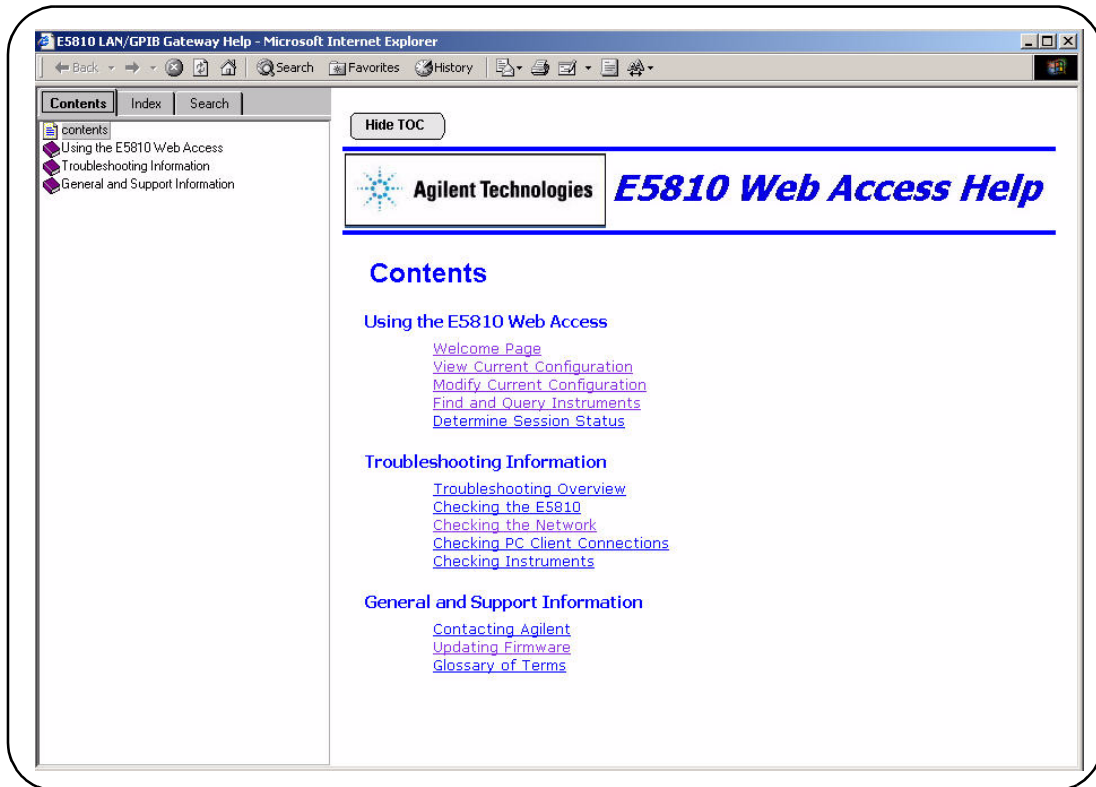 E5810 LAN/GPIB Gateway Help - Microsoft Internet Explorer
Back Search Favorites History
Contents Index Search
contents
Using the E5810 Web Access
Troubleshooting Information
General and Support Information
Hide TOC
Agilent Technologies E5810 Web Access Help
Contents
Using the E5810 Web Access
Welcome Page
View Current Configuration
Modify Current Configuration
Find and Query Instruments
Determine Session Status
Troubleshooting Information
Troubleshooting Overview
Checking the E5810
Checking the Network
Checking PC Client Connections
Checking Instruments
General and Support Information
Contacting Agilent
Updating Firmware
Glossary of Terms